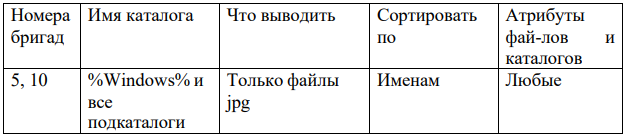 Номера бригад
Имя каталога
Что выводить
Сортировать по
Атрибуты фай-лов и каталогов
5, 10
%Windows% и все подкаталоги
Только файлы jpg
Именам
Любые